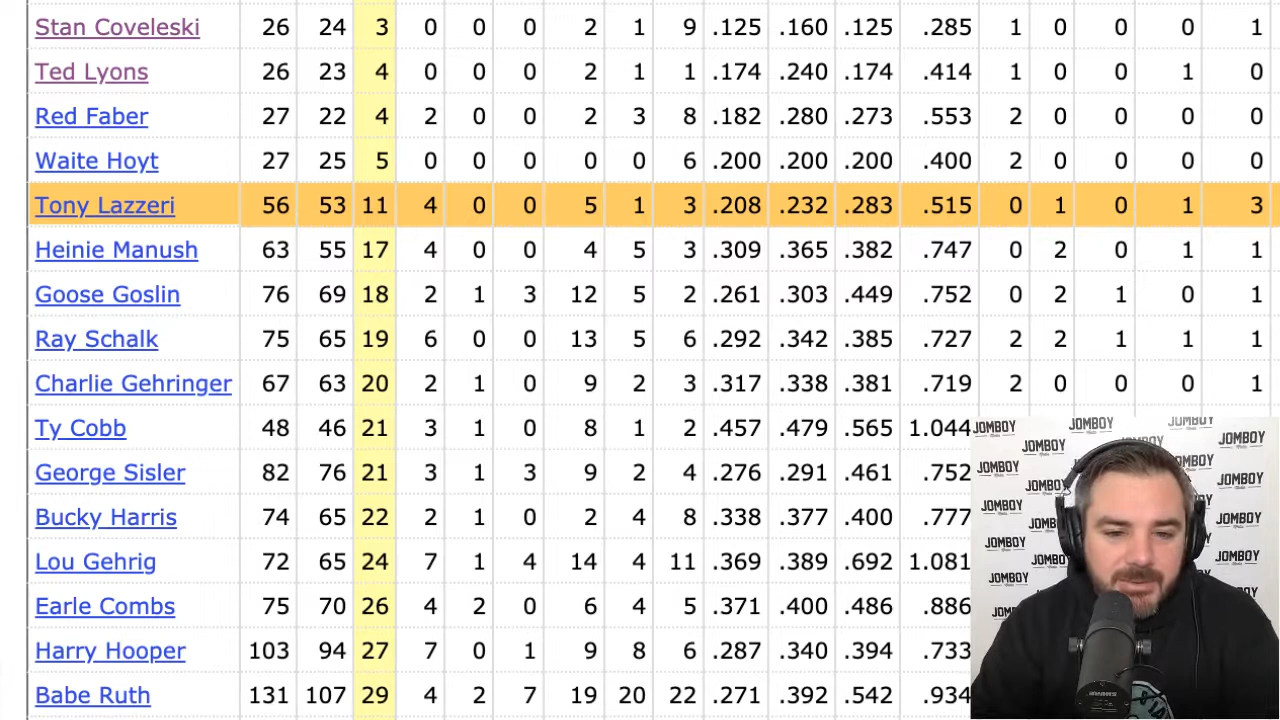 Stan Coveleski 26 24 3 0 0 0 2 1 9 .125 .160 .125 .285 1 0 0 0 1
Ted Lyons 26 23 4 0 0 0 2 1 1 .174 .240 .174 .414 1 0 0 1 0
Red Faber 27 22 4 2 0 0 2 3 8 .182 .280 .273 .553 2 0 0 0 0
Waite Hoyt 27 25 5 0 0 0 0 0 6 .200 .200 .200 .400 2 0 0 0 0
Tony Lazzeri 56 53 11 4 0 0 5 1 3 .208 .232 .283 .515 0 1 0 1 3
Heinie Manush 63 55 17 4 0 0 4 5 3 .309 .365 .382 .747 0 2 0 1 1
Goose Goslin 76 69 18 2 1 3 12 5 2 .261 .303 .449 .752 0 2 1 0 1
Ray Schalk 75 65 19 6 0 0 13 5 6 .292 .342 .385 .727 2 2 1 1 1
Charlie Gehringer 67 63 20 2 1 0 9 2 3 .317 .338 .381 .719 2 0 0 0 1
Ty Cobb 48 46 21 3 1 0 8 1 2 .457 .479 .565 1.044
George Sisler 82 76 21 3 1 3 9 2 4 .276 .291 .461 .752
Bucky Harris 74 65 22 2 1 0 2 4 8 .338 .377 .400 .777
Lou Gehrig 72 65 24 7 1 4 14 4 11 .369 .389 .692 1.081
Earle Combs 75 70 26 4 2 0 6 4 5 .371 .400 .486 .886
Harry Hooper 103 94 27 7 0 1 9 8 6 .287 .340 .394 .733
Babe Ruth 131 107 29 4 2 7 19 20 22 .271 .392 .542 .934
JOMBOY JOMBOY JOMBOY JOMBOY
JOMBOY
JOMBOY JOMBOY
JOMBOY JOMBOY
JOMBOY JOMBOY
JOMBOY
JOMBOY JOMBOY
JOMBOY JOMBOY